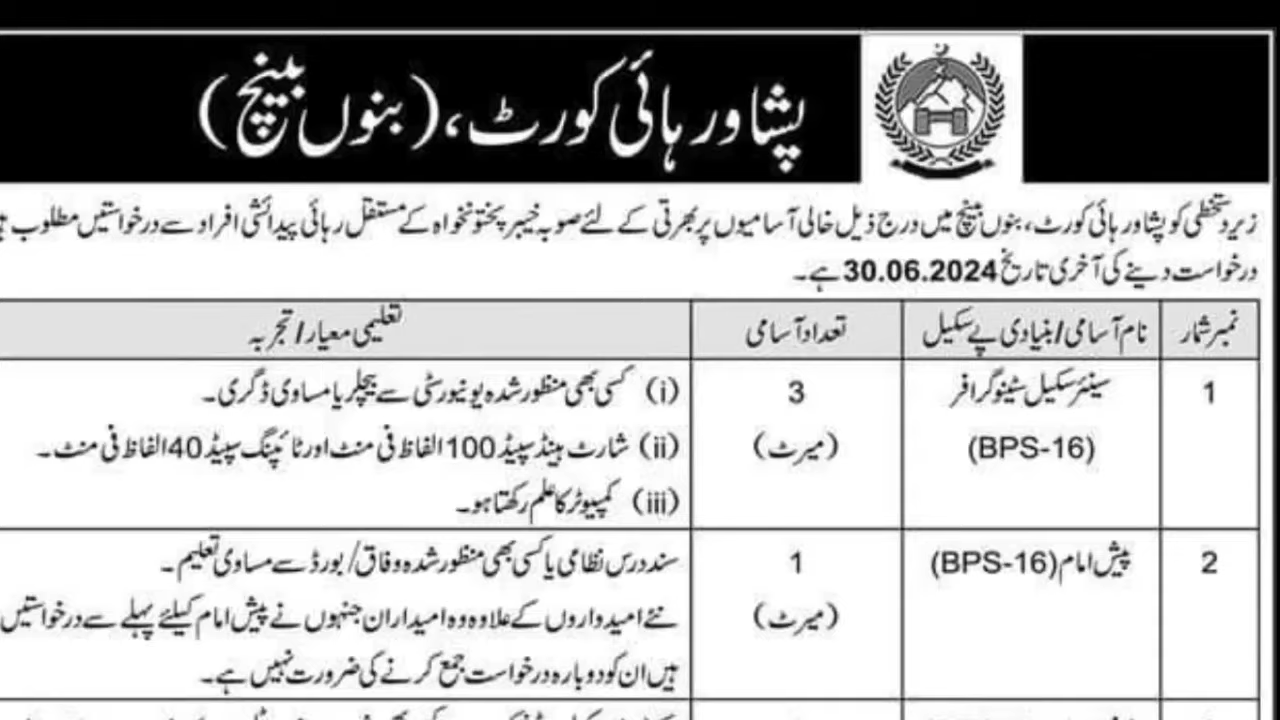 پشاور ہائی کورٹ، (بنوں بینچ)
زیر دستخطی کو پشاور ہائی کورٹ، بنوں بینچ میں درج ذیل خالی آسامیوں پر بھرتی کے لئے صوبہ خیبر پختونخواہ کے مستقل رہائی پیدائشی افراد سے درخواستیں مطلوب
درخواست دینے کی آخری تاریخ 30.06.2024 ہے۔
نمبر شمار نام آسامی/بنیادی پے سکیل تعداد آسامی تعلیمی معیار/تجربہ
1 سینئر سکیل سٹینوگرافر 3 (i) کسی بھی منظور شدہ یونیورسٹی سے بیچلر یا مساوی ڈگری۔
(BPS-16) (میرٹ) (ii) شارٹ ہینڈ سپیڈ 100 الفاظ فی منٹ اور ٹائپنگ سپیڈ 40 الفاظ فی منٹ۔
(iii) کمپیوٹر کا علم رکھتا ہو۔
2 پیش امام (BPS-16) 1 سند درس نظامی یا کسی بھی منظور شدہ وفاق/بورڈ سے مساوی تعلیم۔
(میرٹ) نئے امیدواروں کے علاوہ وہ امیداران جنہوں نے پیش امام کیلئے پہلے سے درخواستیں
ہیں ان کو دوبارہ درخواست جمع کرنے کی ضرورت نہیں ہے۔